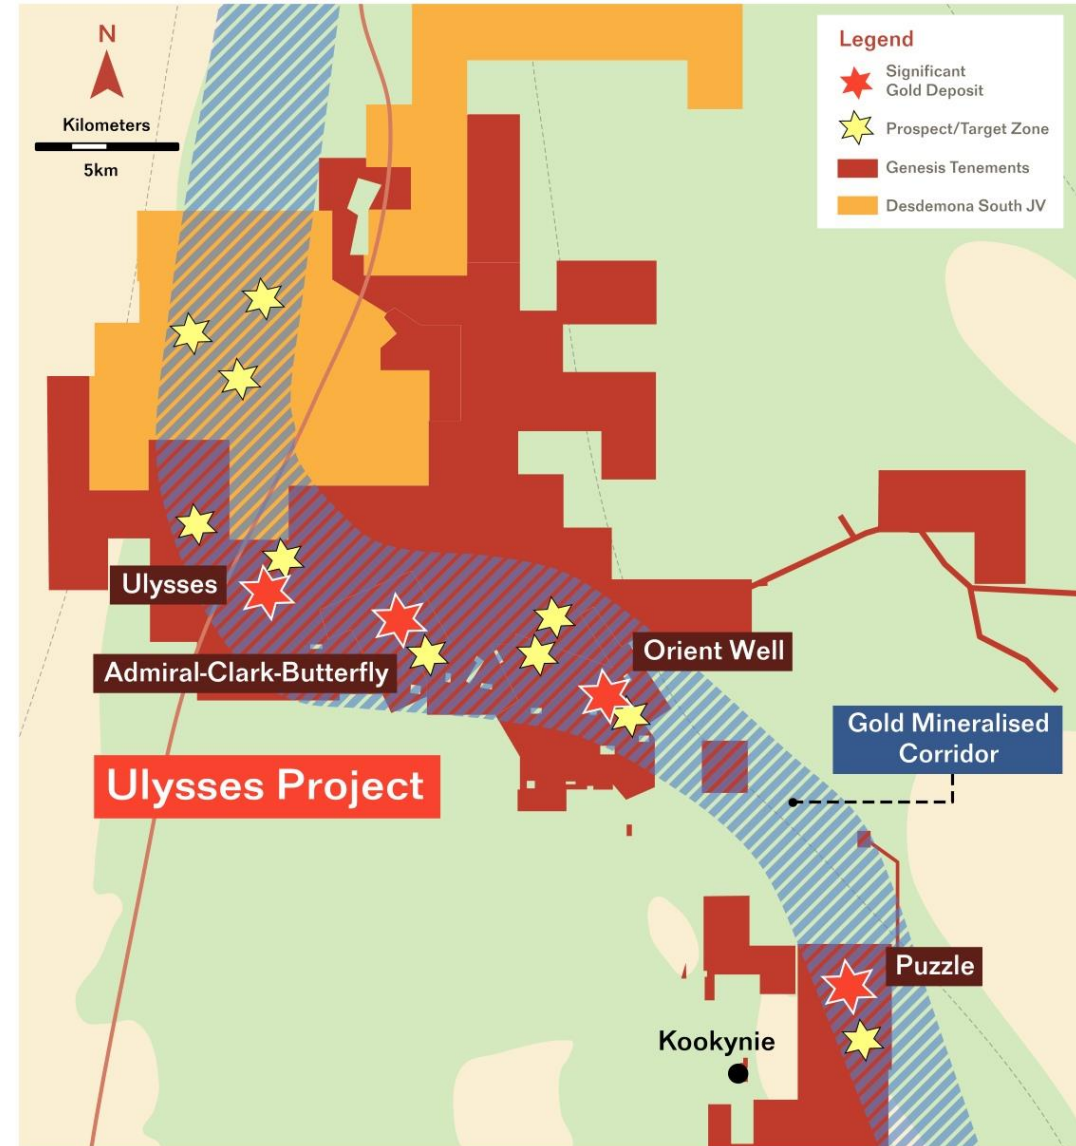 N
Kilometers
5km
Legend
Significant
Gold Deposit
Prospect/Target Zone
Genesis Tenements
Desdemona South JV
Ulysses
Admiral-Clark-Butterfly
Orient Well
Gold Mineralised
Corridor
Ulysses Project
Puzzle
Kookynie